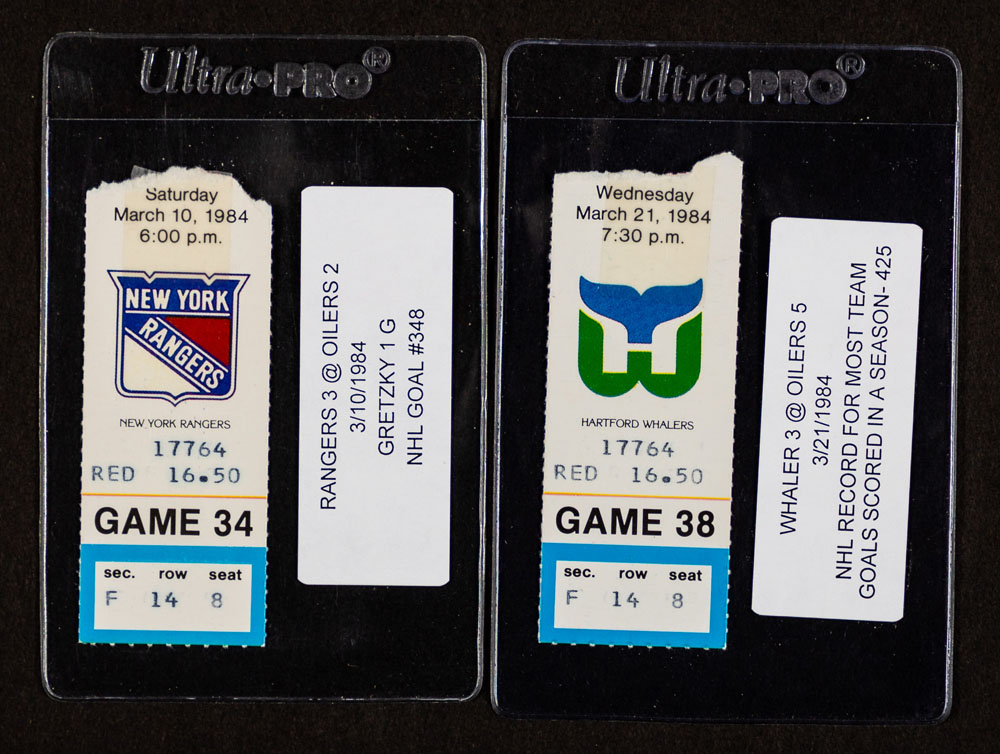 Ultra•PRO®
Saturday
March 10, 1984
6:00 p.m.
NEW YORK
RANGERS
NEW YORK RANGERS
17764
RED 16.50
GAME 34
sec. row seat
F 14 8
RANGERS 3 @ OILERS 2
3/10/1984
GRETZKY 1 G
NHL GOAL #348
Ultra•PRO®
Wednesday
March 21, 1984
7:30 p.m.
HARTFORD WHALERS
17764
RED 16.50
GAME 38
sec. row seat
F 14 8
WHALER 3 @ OILERS 5
3/21/1984
NHL RECORD FOR MOST TEAM
GOALS SCORED IN A SEASON- 425